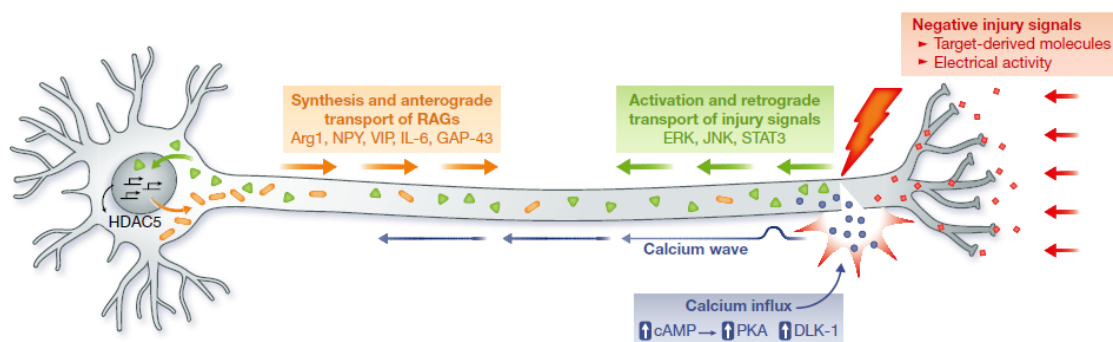 Negative injury signals
► Target-derived molecules
► Electrical activity
Synthesis and anterograde
transport of RAGs
Arg1, NPY, VIP, IL-6, GAP-43
Activation and retrograde
transport of injury signals
ERK, JNK, STAT3
HDAC5
Calcium wave
Calcium influx
⬆cAMP→⬆PKA ⬆DLK-1